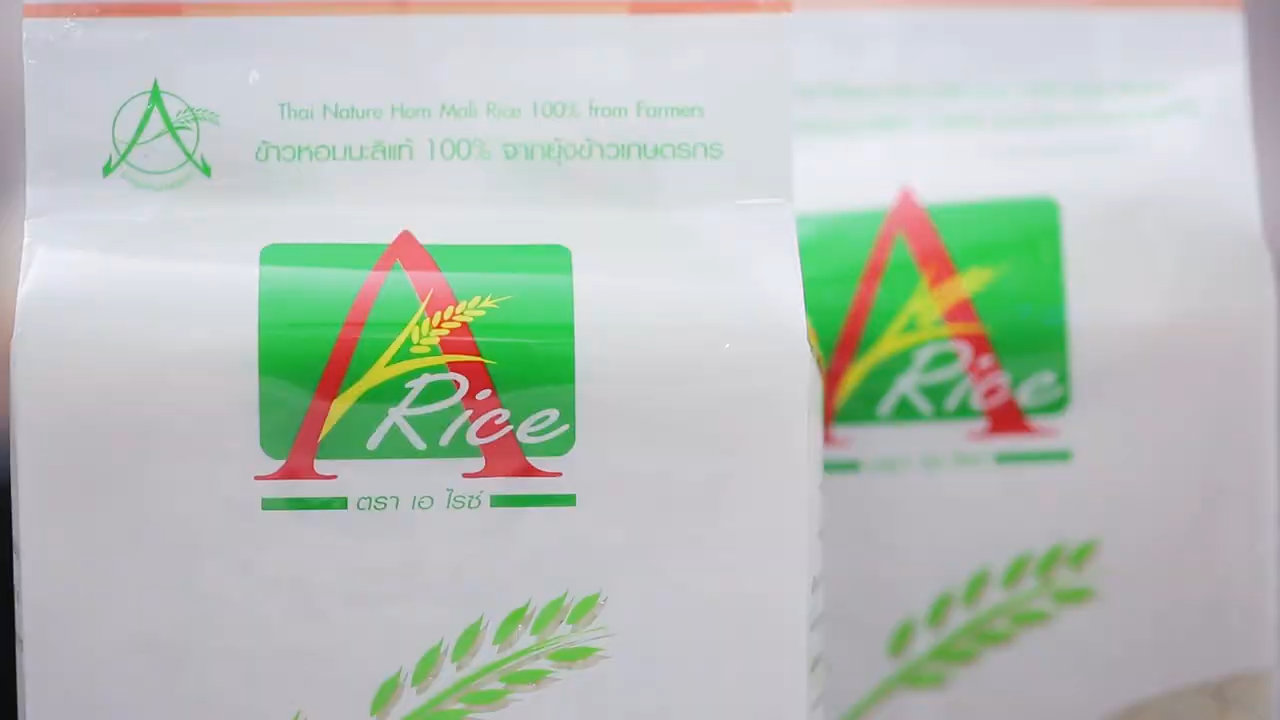 Thai Nature Hom Mali Rice 100% from Farmers
ข้าวหอมมะลิแท้ 100% จากยุ้งข้าวเกษตรกร
A Rice
ตรา เอ ไรซ์
A Rice